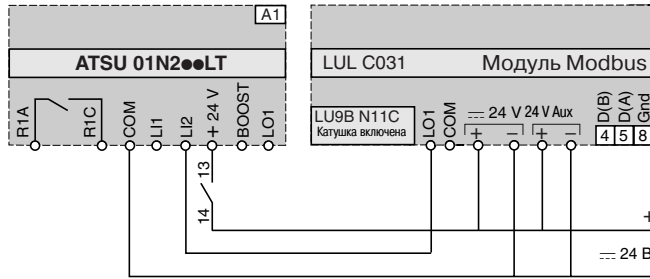 A1
ATSU 01N2●●LT
R1A
R1C
COM
LI1
LI2
+ 24 V
BOOST
LO1
13
14
LUL C031 Модуль Modbus
LU9B N11C
Катушка включена
LO1
COM
24 V
+ −
24 V Aux
+ −
D(B)
D(A)
Gnd
4 5 8
+
24 В